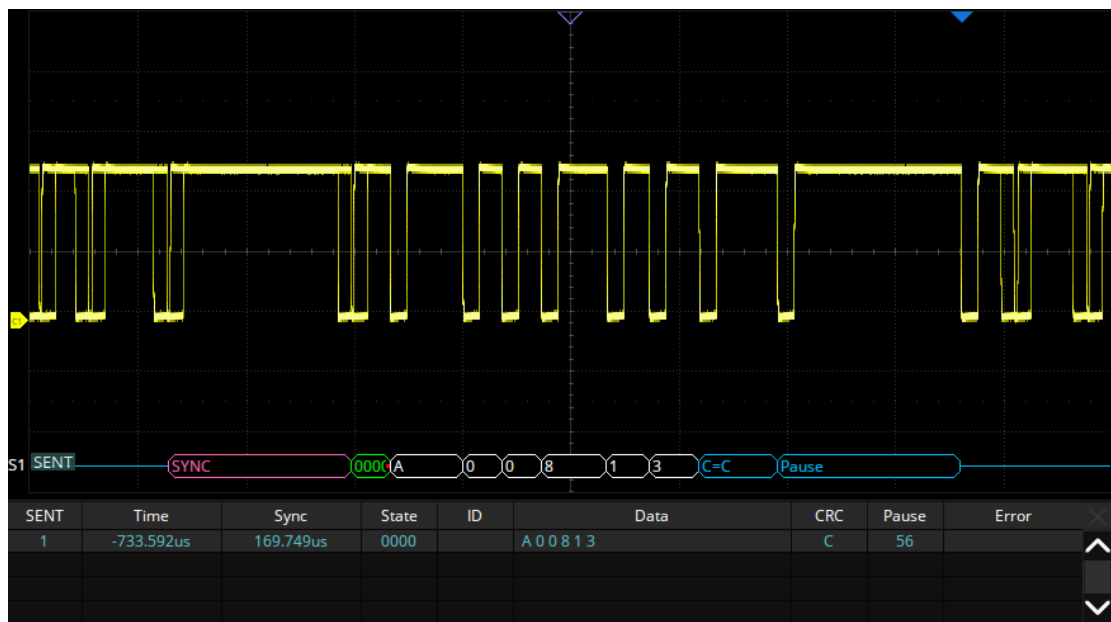 C1
S1 SENT SYNC 0000 A 0 0 8 1 3 C=C Pause
SENT Time Sync State ID Data CRC Pause Error
1 -733.592us 169.749us 0000 A 0 0 8 1 3 C 56